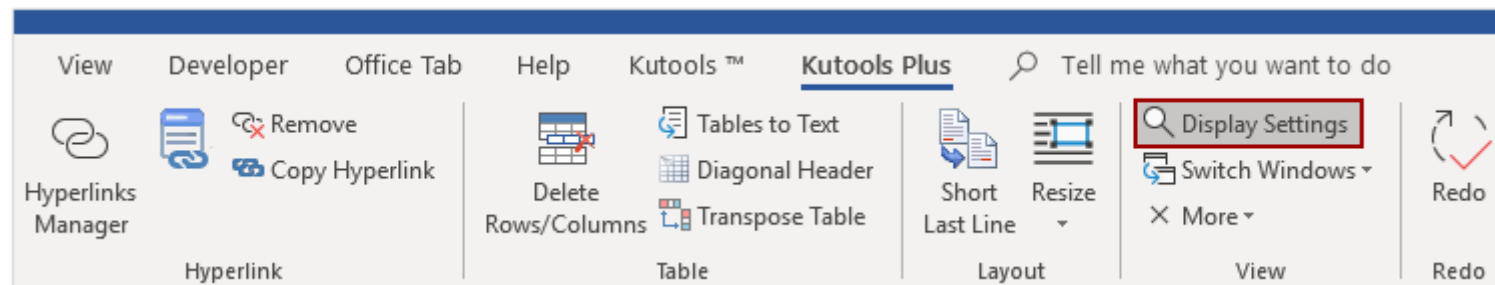 View Developer Office Tab Help Kutools ™ Kutools Plus Tell me what you want to do
Hyperlinks
Manager
Remove
Copy Hyperlink
Hyperlink
Delete
Rows/Columns
Tables to Text
Diagonal Header
Transpose Table
Table
Short
Last Line
Resize
Layout
Display Settings
Switch Windows
More
View
Redo
Redo